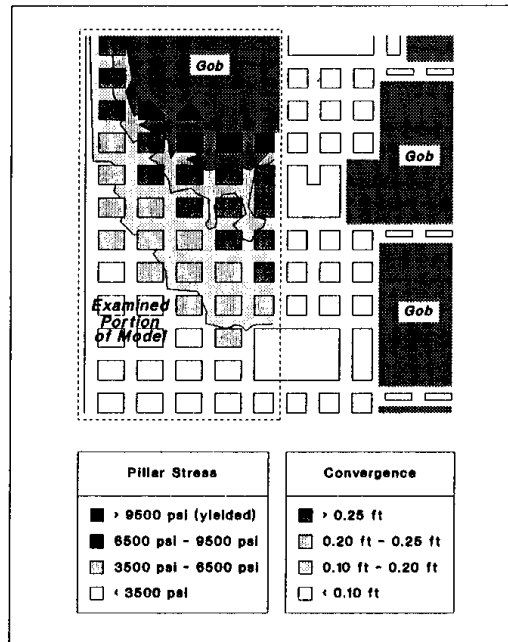 Gob
Gob
Gob
Examined
Portion
of Model
Pillar Stress
> 9500 psi (yielded)
6500 psi - 9500 psi
3500 psi - 6500 psi
< 3500 psi
Convergence
> 0.25 ft
0.20 ft - 0.25 ft
0.10 ft - 0.20 ft
< 0.10 ft